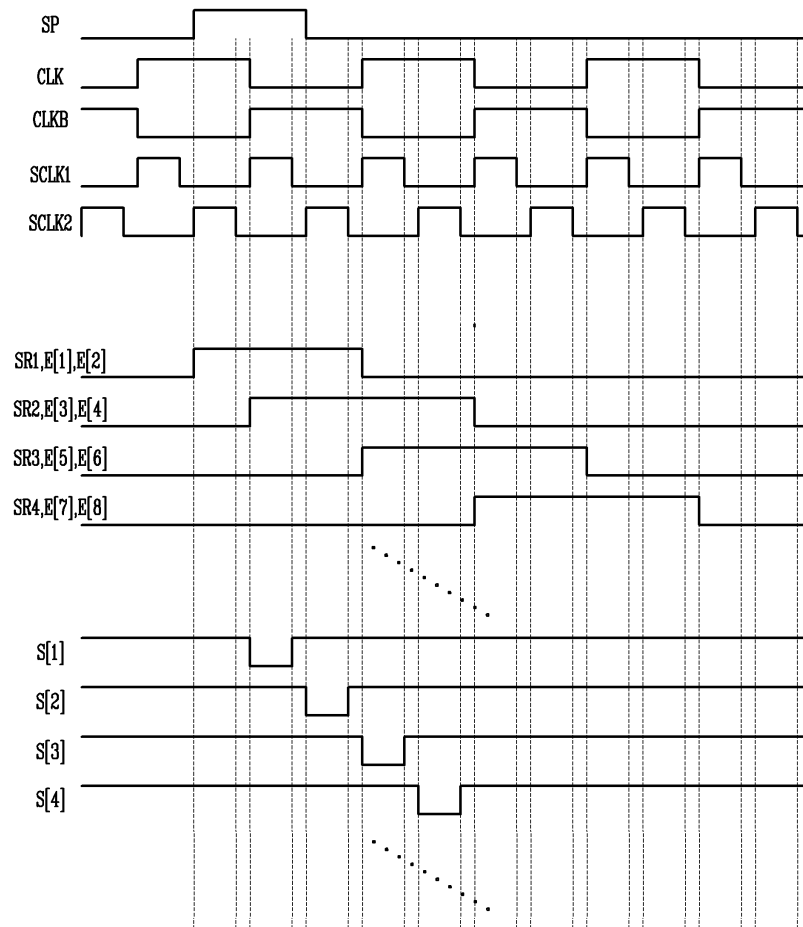 SP
CLK
CLKB
SCLK1
SCLK2
SR1,E[1],E[2]
SR2,E[3],E[4]
SR3,E[5],E[6]
SR4,E[7],E[8]
S[1]
S[2]
S[3]
S[4]